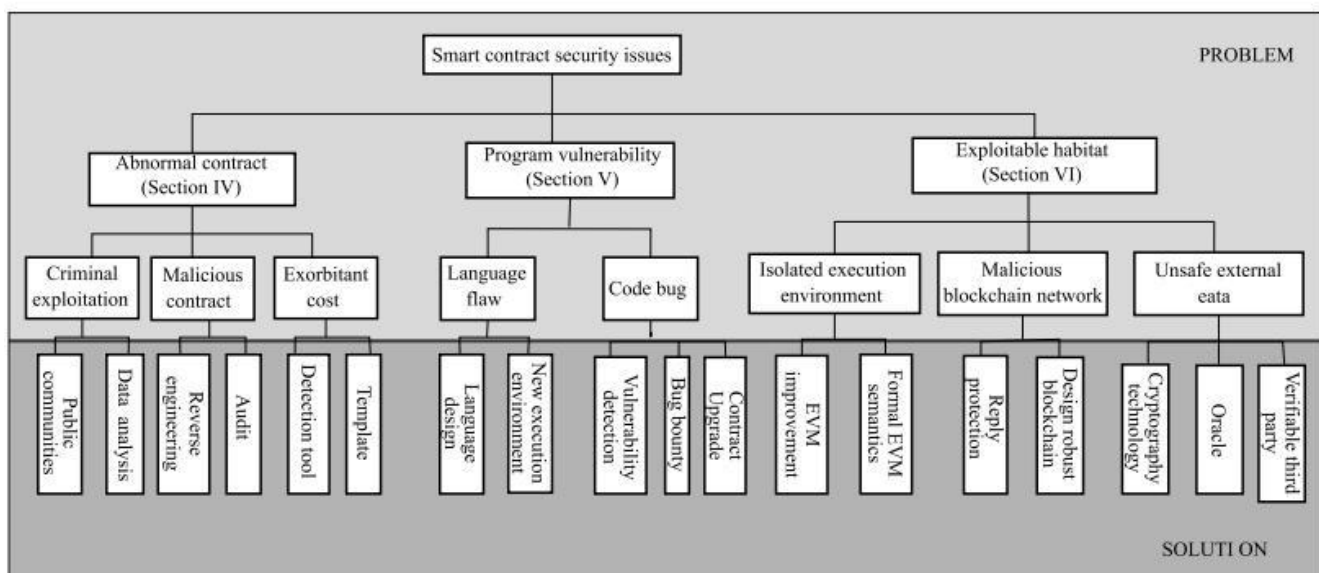 PROBLEM
Smart contract security issues
Abnormal contract
(Section IV)
Program vulnerability
(Section V)
Exploitable habitat
(Section VI)
Criminal
exploitation
Malicious
contract
Exorbitant
cost
Language
flaw
Code bug
Isolated execution
environment
Malicious
blockchain network
Unsafe external
eata
Public
communities
Data analysis
Reverse
engineering
Audit
Detection tool
Template
Language
design
New execution
environment
Vulnerability
detection
Bug bounty
Contract
Upgrade
EVM
improvement
Formal EVM
semantics
Reply
protection
Design robust
blockchain
Cryptography
technology
Oracle
Verifiable third
party
SOLUTI ON